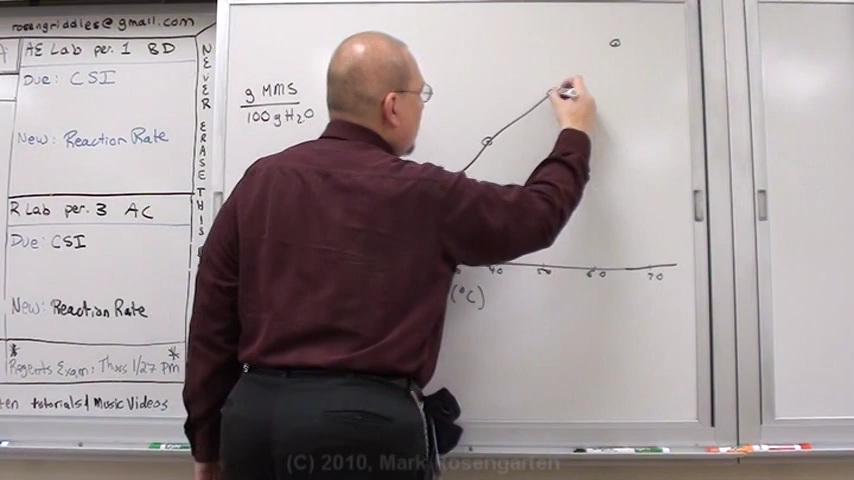 rosengriddles@gmail.com
AE Lab per. 1 BD
Due: CSI
New: Reaction Rate
R Lab per. 3 AC
Due: CSI
New: Reaction Rate
* *
Regents Exam: Thurs 1/27 PM
tutorials & Music Videos
NEVER ERASE THIS
g MMS
100g H2O
40 50 60 70
(°C)
(C) 2010, Mark Rosengarten